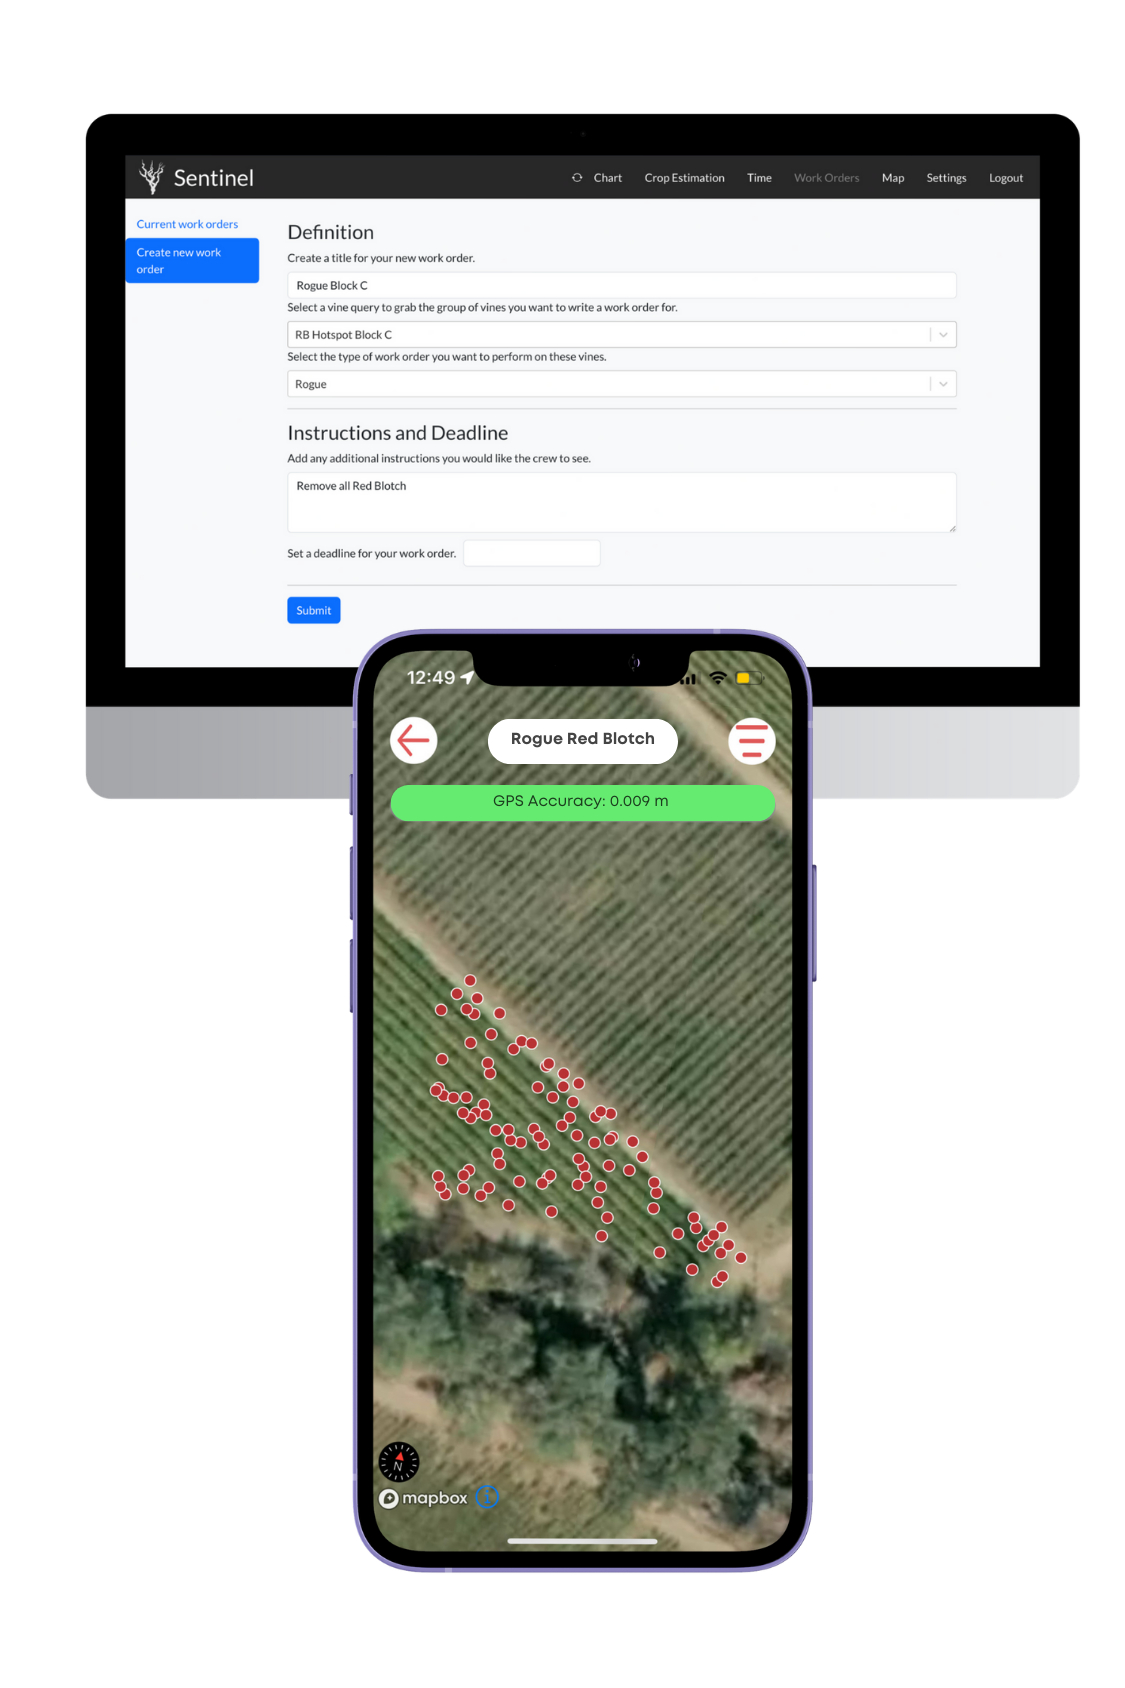 Sentinel
Chart
Crop Estimation
Time
Work Orders
Map
Settings
Logout
Current work orders
Create new work
order
Definition
Create a title for your new work order.
Rogue Block C
Select a vine query to grab the group of vines you want to write a work order for.
RB Hotspot Block C
Select the type of work order you want to perform on these vines.
Rogue
Instructions and Deadline
Add any additional instructions you would like the crew to see.
Remove all Red Blotch
Set a deadline for your work order.
Submit
12:49
Rogue Red Blotch
GPS Accuracy: 0.009 m
N
mapbox
i